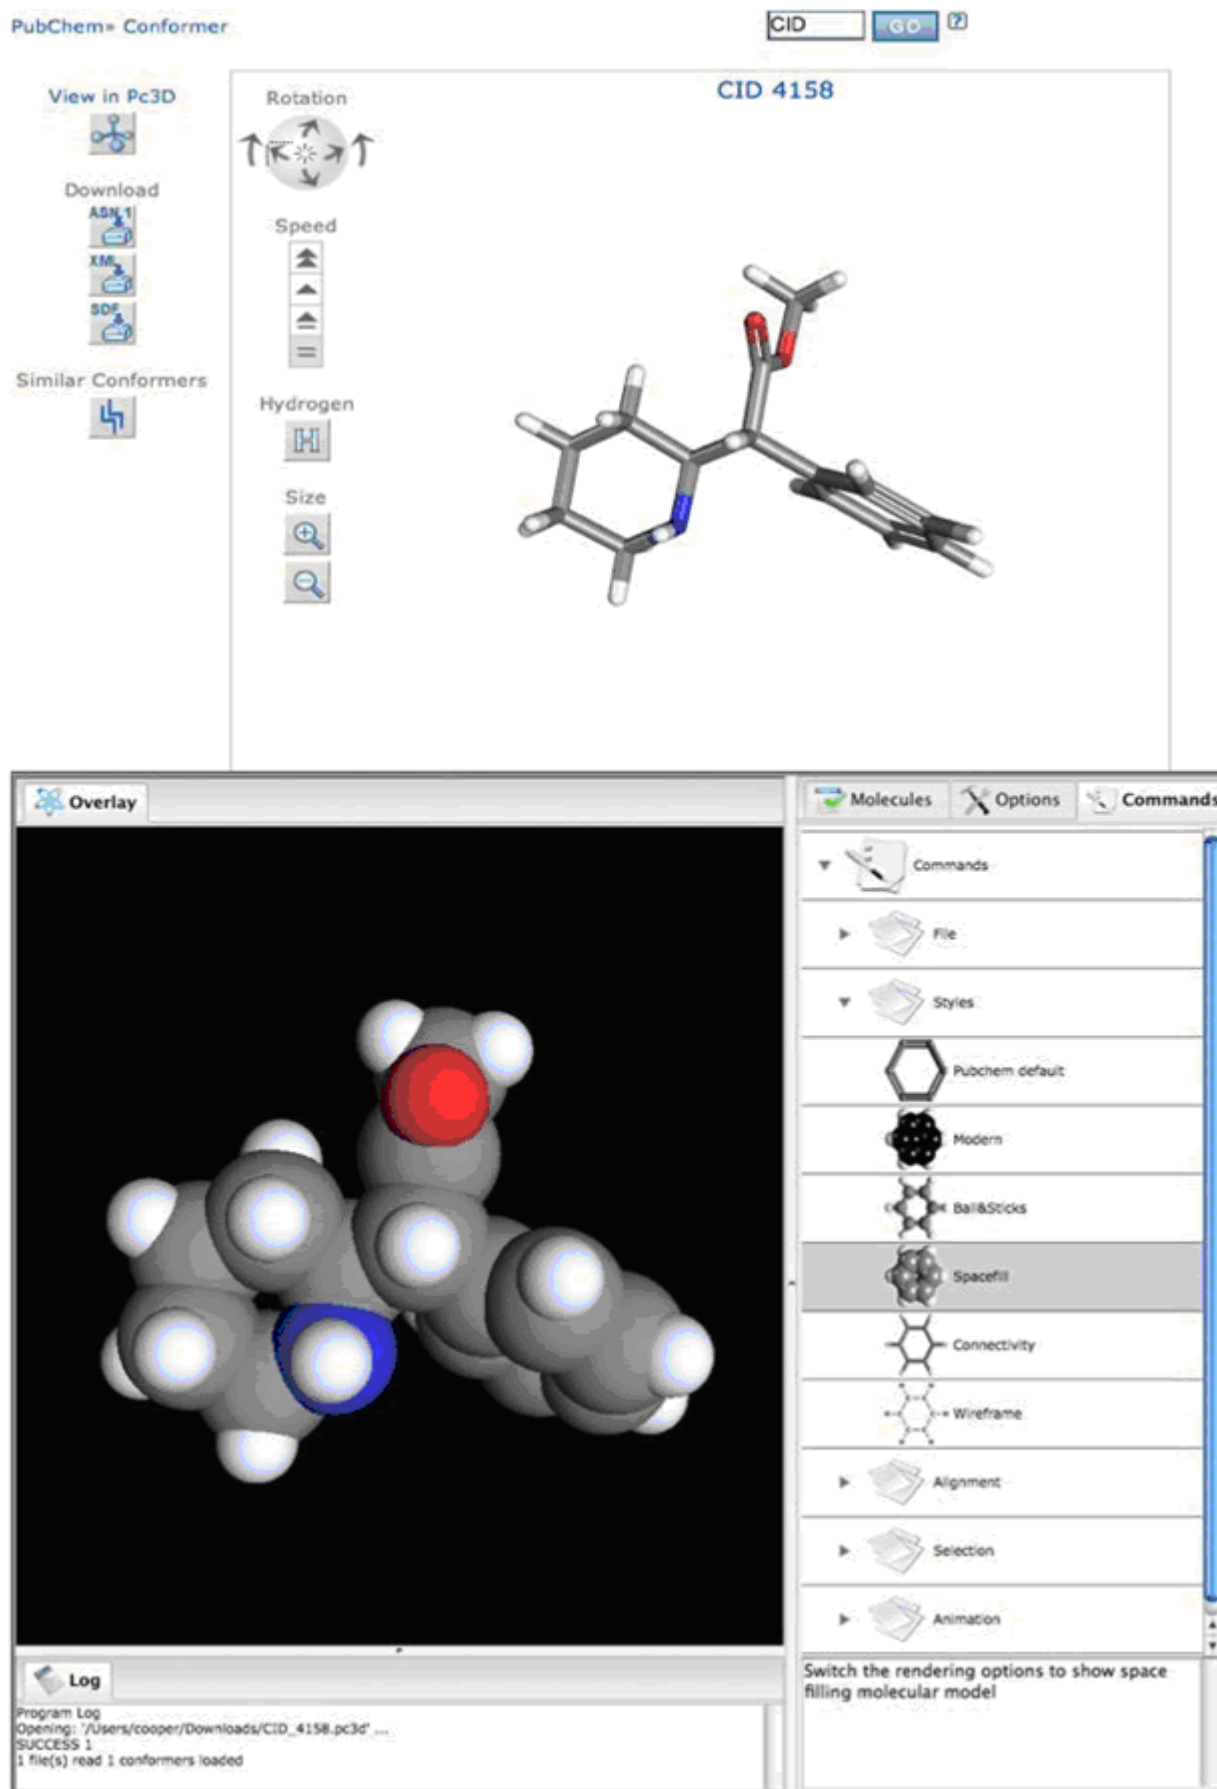 PubChem» Conformer
CID
GO
?
CID 4158
View in Pc3D
Download
ASN.1
XML
SDF
Similar Conformers
Rotation
Speed
Hydrogen
H
Size
Overlay
Molecules
Options
Commands
Commands
File
Styles
Pubchem default
Modern
Ball&Sticks
Spacefill
Connectivity
Wireframe
Alignment
Selection
Animation
Switch the rendering options to show space
filling molecular model
Log
Program Log
Opening: '/Users/cooper/Downloads/CID_4158.pc3d' ...
SUCCESS 1
1 file(s) read 1 conformers loaded